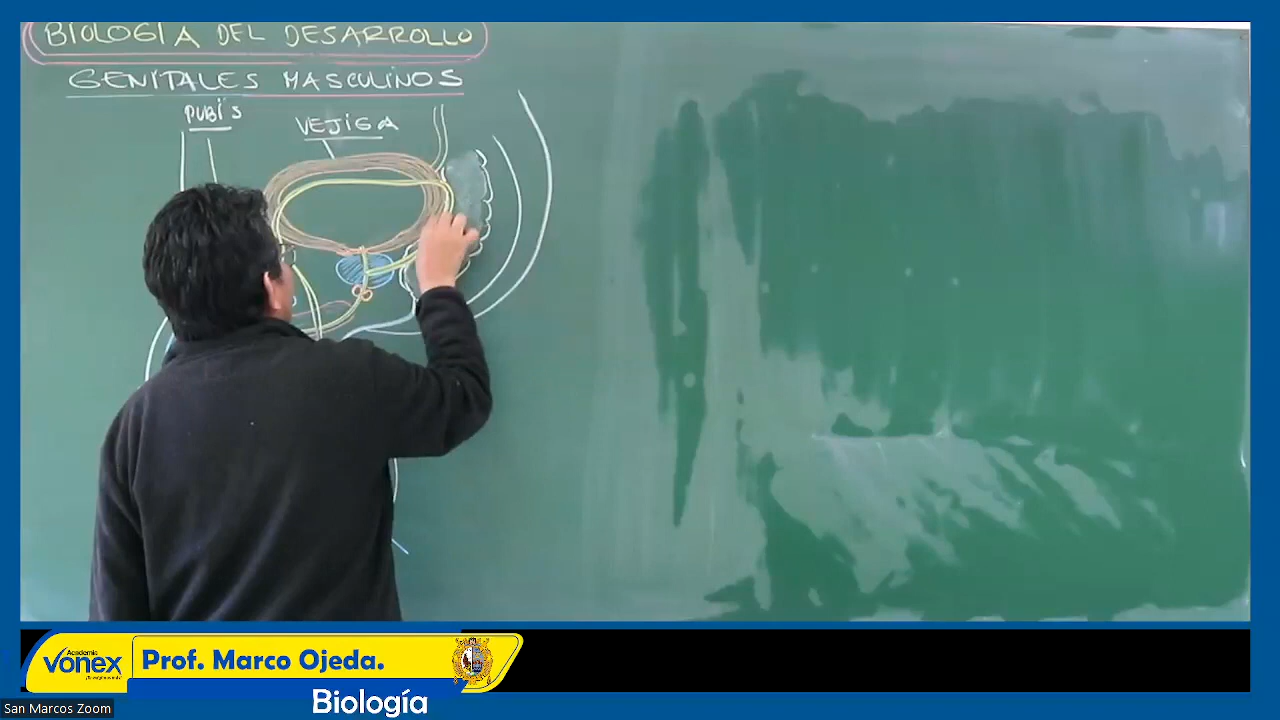 BIOLOGÍA DEL DESARROLLO
GENITALES MASCULINOS
PUBIS
VEJIGA
Academia
vonex
Prof. Marco Ojeda.
Biología
San Marcos Zoom